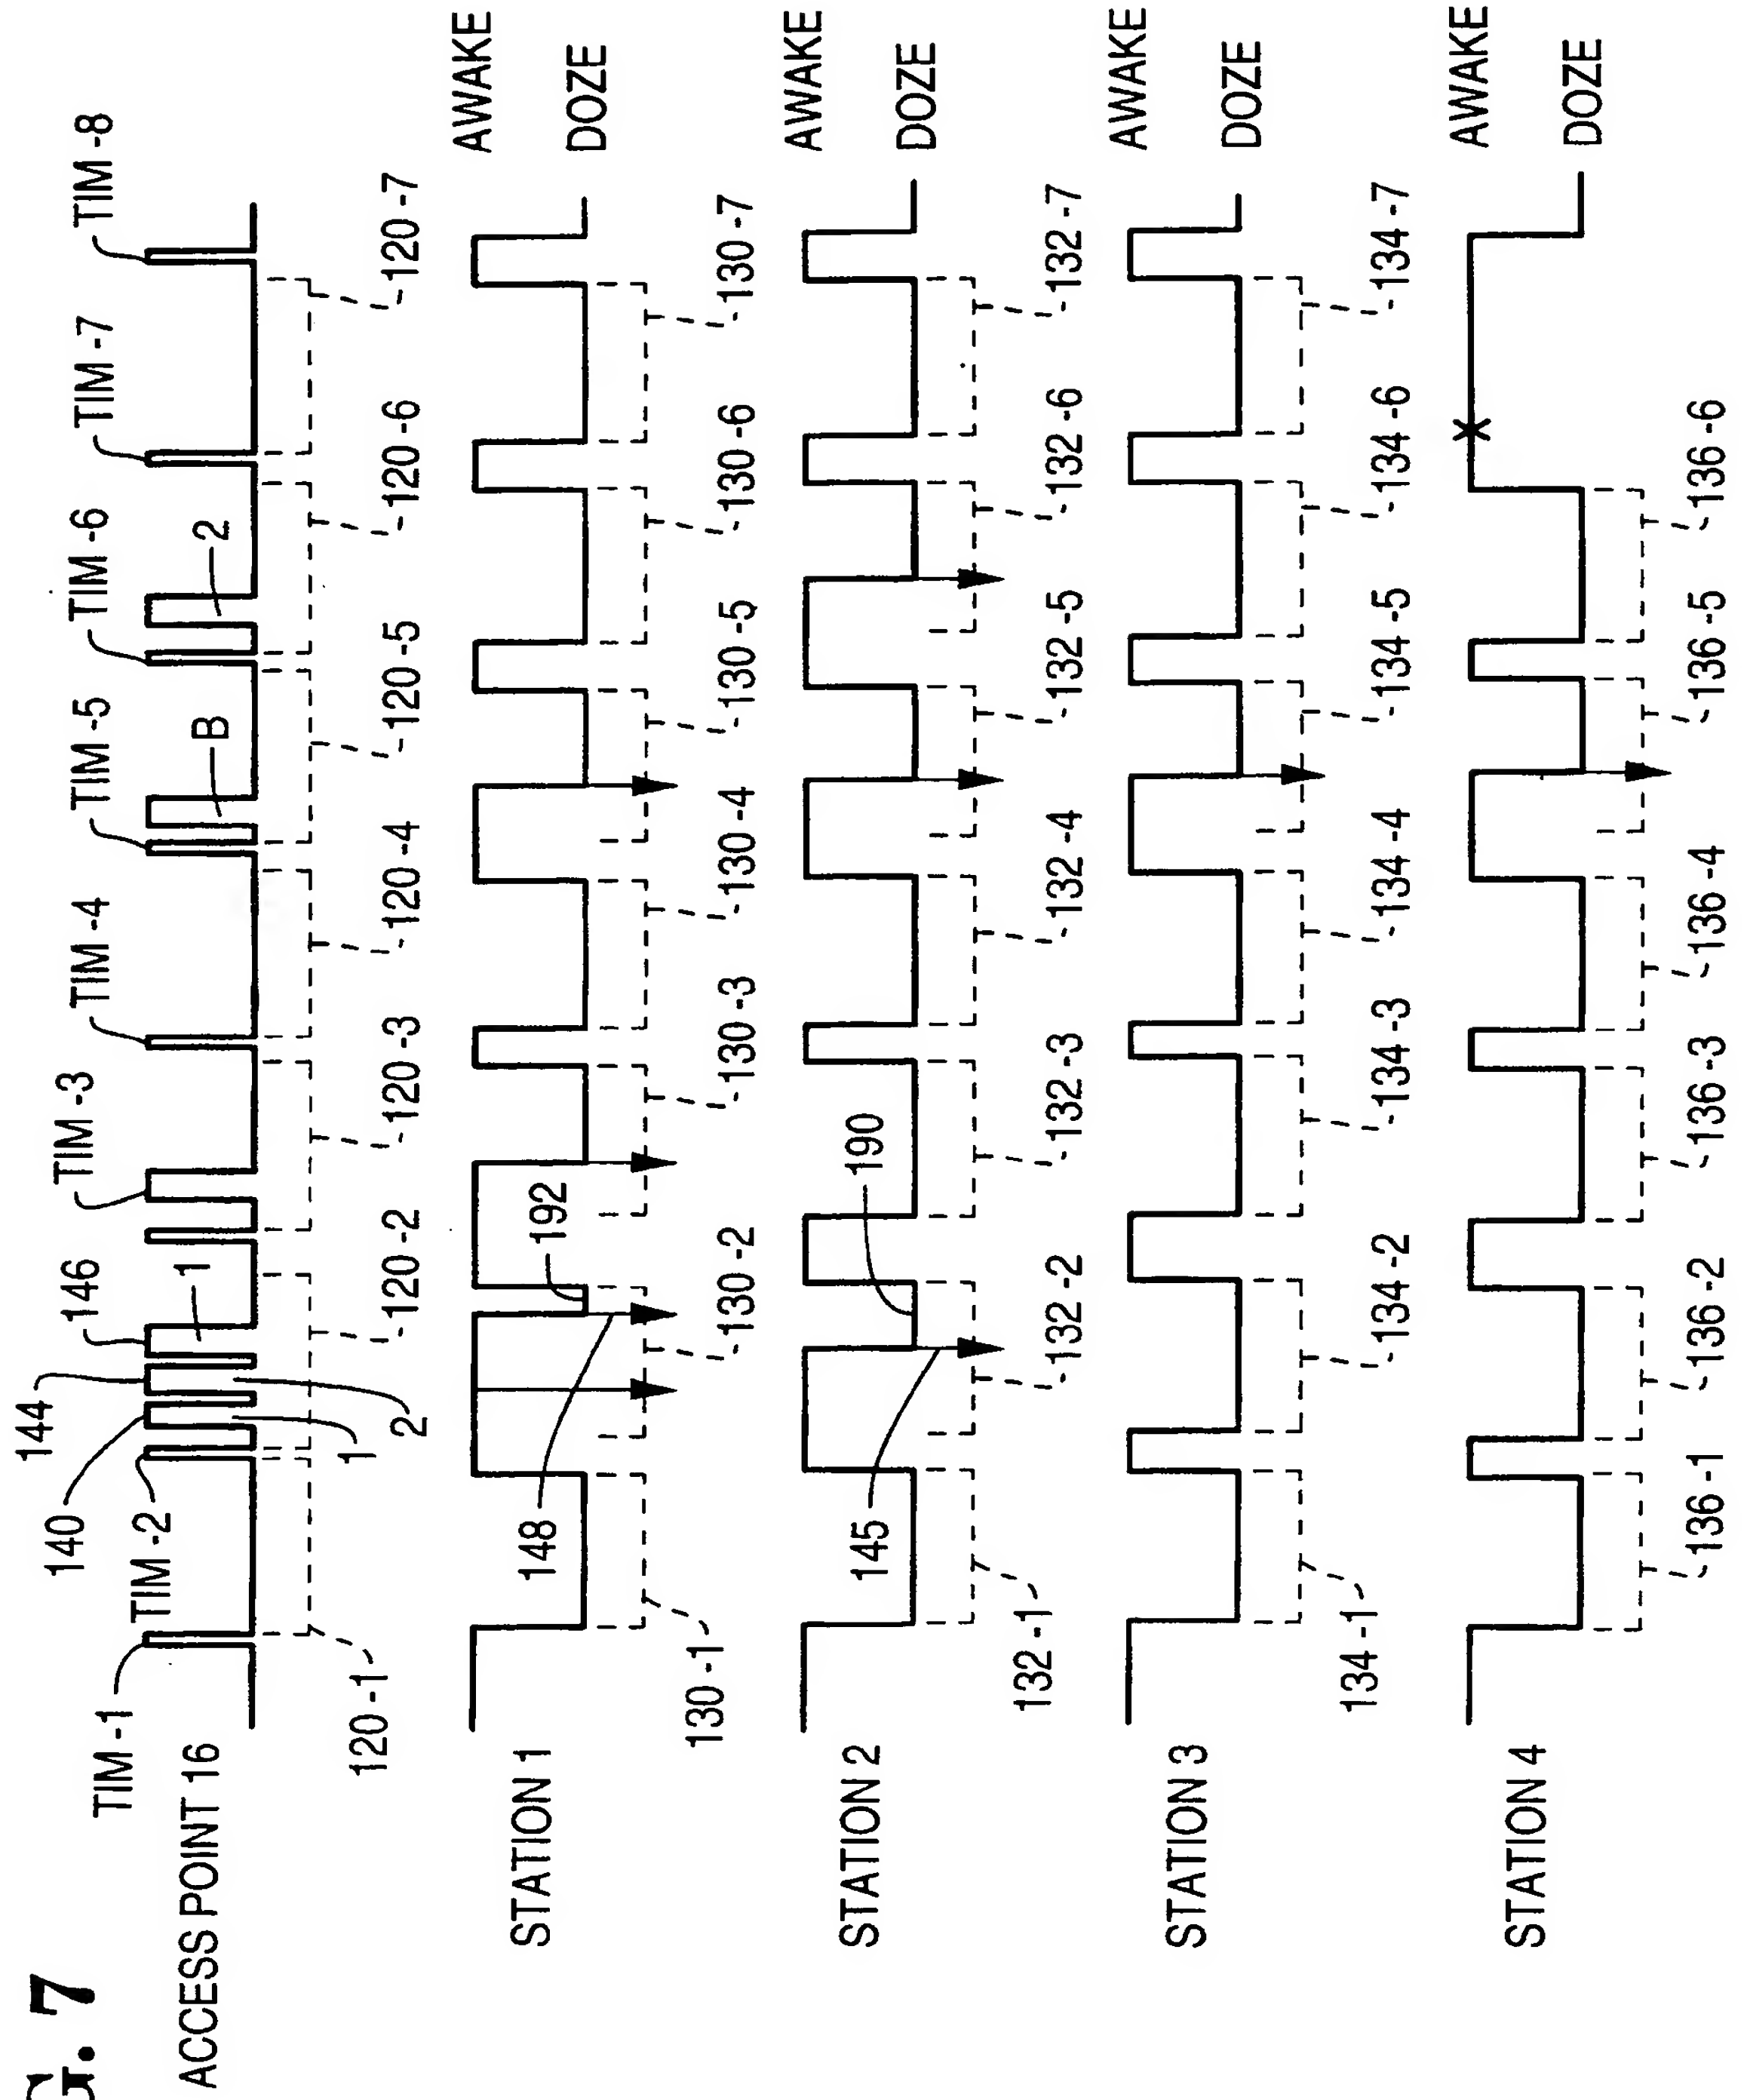 G. 7
TIM-1
TIM-2
140
144
146
TIM-3
TIM-4
TIM-5
TIM-6
TIM-7
TIM-8
ACCESS POINT 16
1
2
1
B
2
120-1
120-2
120-3
120-4
120-5
120-6
120-7
STATION 1
AWAKE
DOZE
148
192
130-1
130-2
130-3
130-4
130-5
130-6
130-7
STATION 2
AWAKE
DOZE
145
190
132-1
132-2
132-3
132-4
132-5
132-6
132-7
STATION 3
AWAKE
DOZE
134-1
134-2
134-3
134-4
134-5
134-6
134-7
STATION 4
AWAKE
DOZE
136-1
136-2
136-3
136-4
136-5
136-6